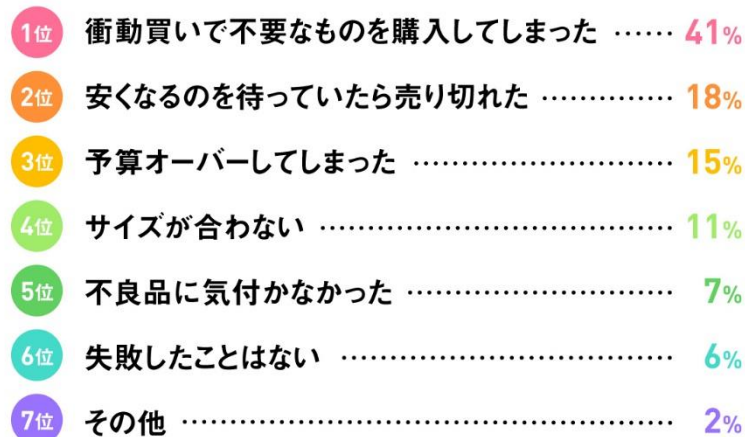 1位 衝動買いで不要なものを購入してしまった …… 41%
2位 安くなるのを待っていたら売り切れた …………… 18%
3位 予算オーバーしてしまった ……………………… 15%
4位 サイズが合わない ……………………………… 11%
5位 不良品に気付かなかった ……………………… 7%
6位 失敗したことはない …………………………… 6%
7位 その他 ………………………………………… 2%